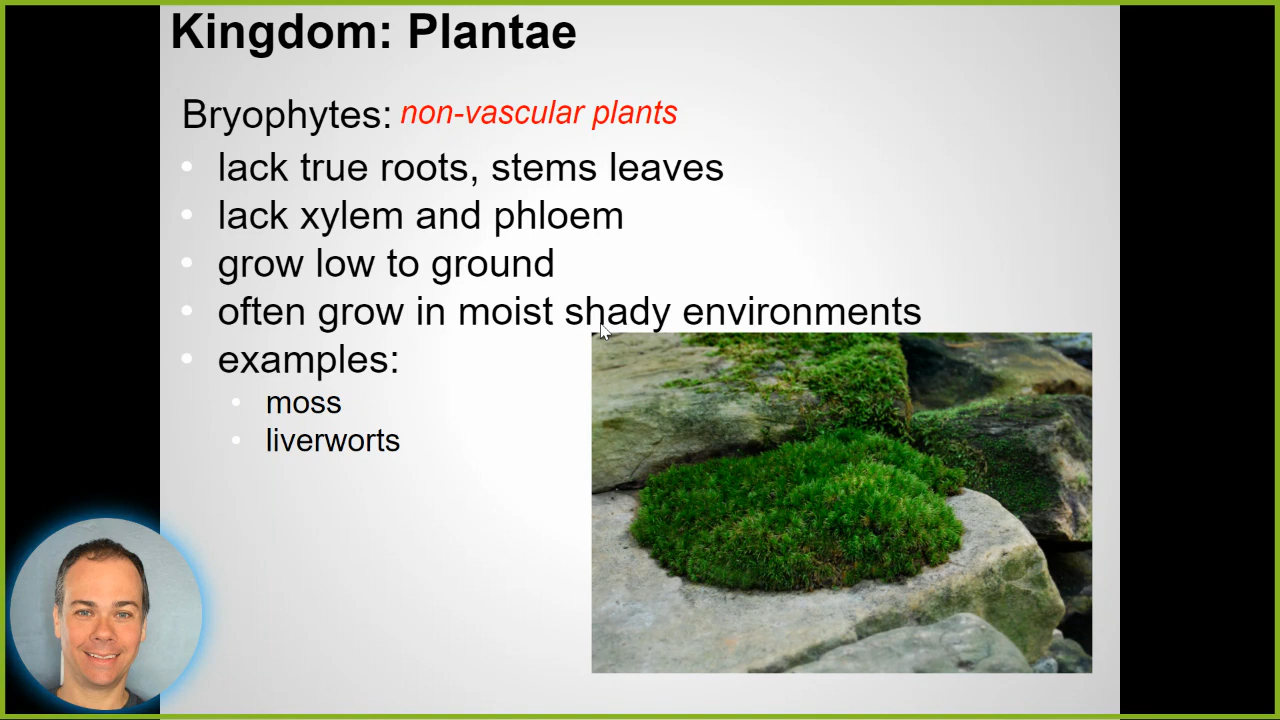 Kingdom: Plantae
Bryophytes: non-vascular plants
lack true roots, stems leaves
lack xylem and phloem
grow low to ground
often grow in moist shady environments
examples:
moss
liverworts